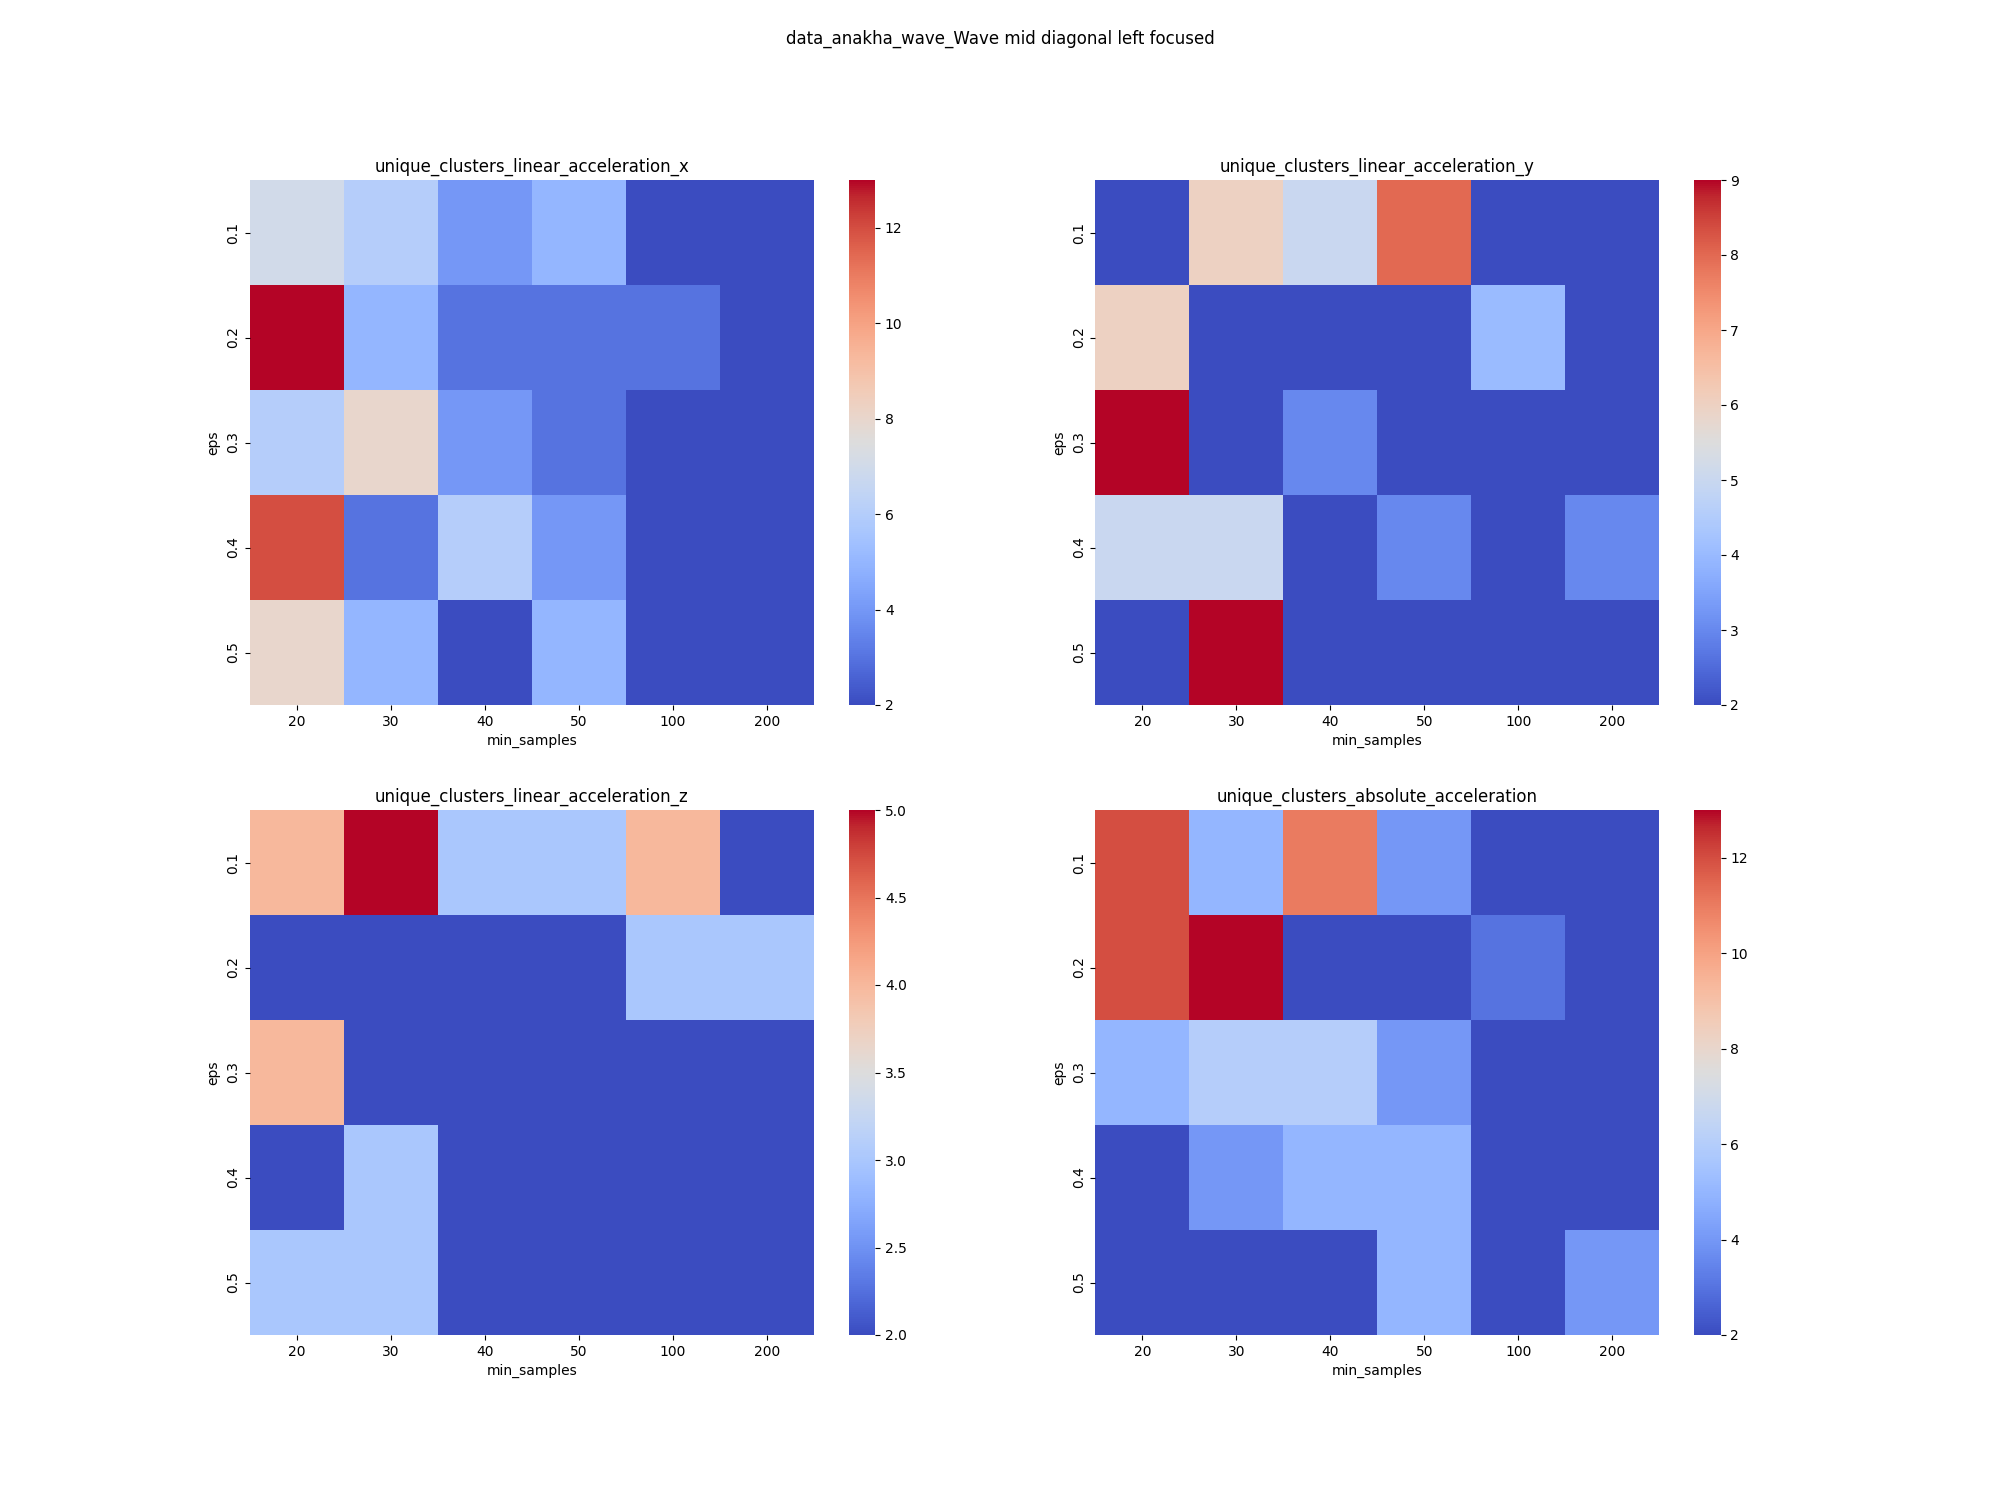 data_anakha_wave_Wave mid diagonal left focused
unique_clusters_linear_acceleration_x
eps
0.1
0.2
0.3
0.4
0.5
20 30 40 50 100 200
min_samples
12
10
8
6
4
2
unique_clusters_linear_acceleration_y
eps
0.1
0.2
0.3
0.4
0.5
20 30 40 50 100 200
min_samples
9
8
7
6
5
4
3
2
unique_clusters_linear_acceleration_z
eps
0.1
0.2
0.3
0.4
0.5
20 30 40 50 100 200
min_samples
5.0
4.5
4.0
3.5
3.0
2.5
2.0
unique_clusters_absolute_acceleration
eps
0.1
0.2
0.3
0.4
0.5
20 30 40 50 100 200
min_samples
12
10
8
6
4
2